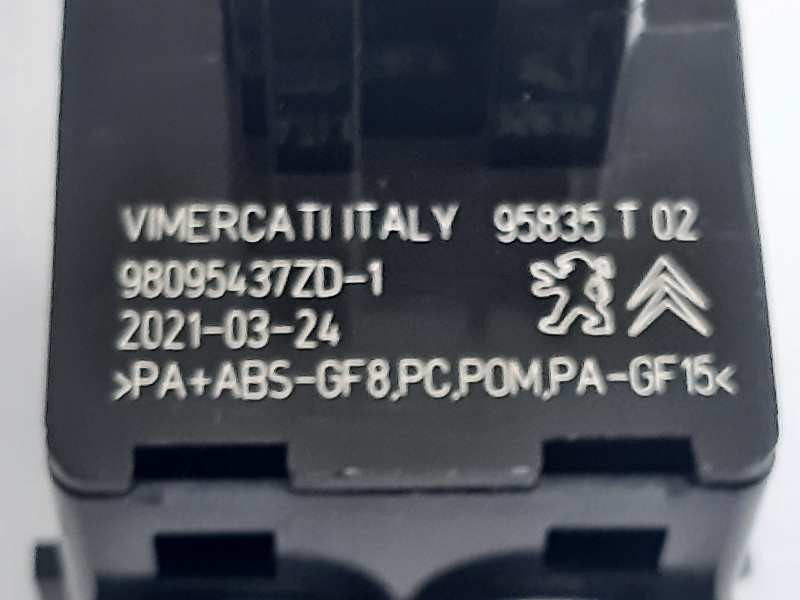 VIMERCATI ITALY 95835 T 02
98095437ZD-1
2021-03-24
>PA+ABS-GF8,PC,POM,PA-GF15<